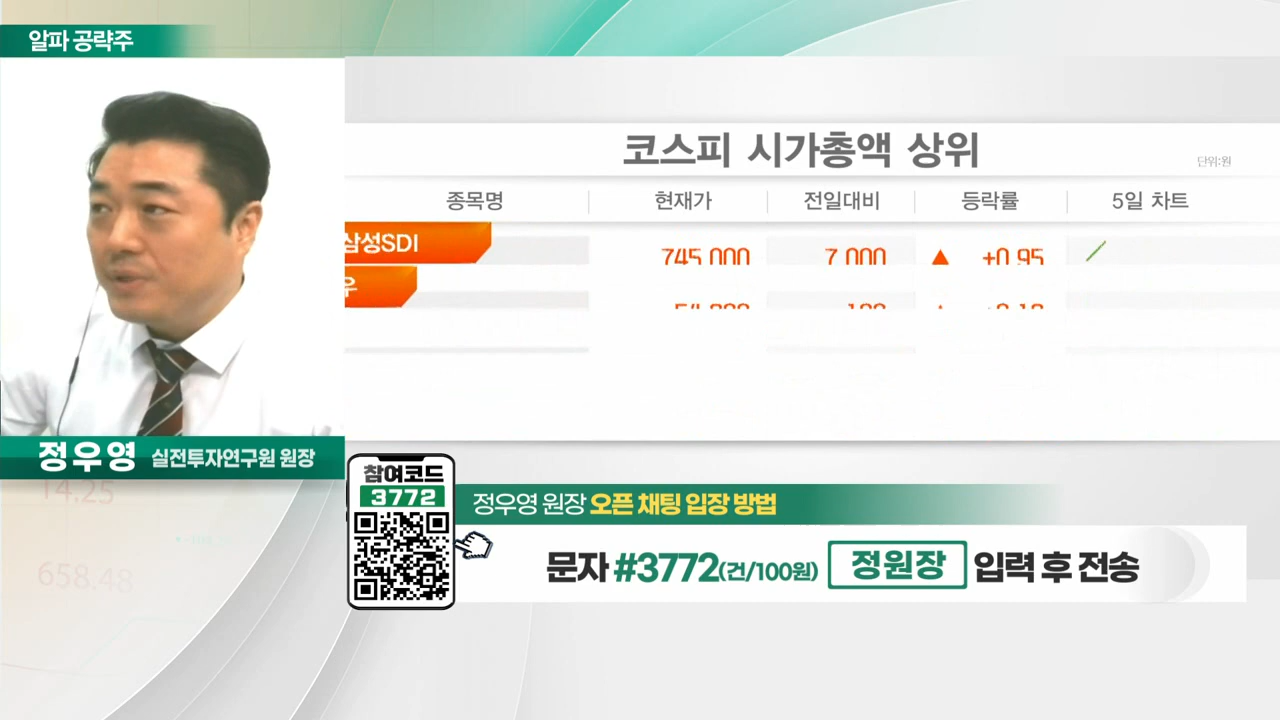 알파 공략주
코스피 시가총액 상위
단위:원
종목명 현재가 전일대비 등락률 5일 차트
삼성SDI 745,000 7,000 ▲ +0.95
우
정우영 실전투자연구원 원장
14.25
658.48
참여코드
3772
정우영 원장 오픈 채팅 입장 방법
문자 #3772(건/100원) 정원장 입력 후 전송